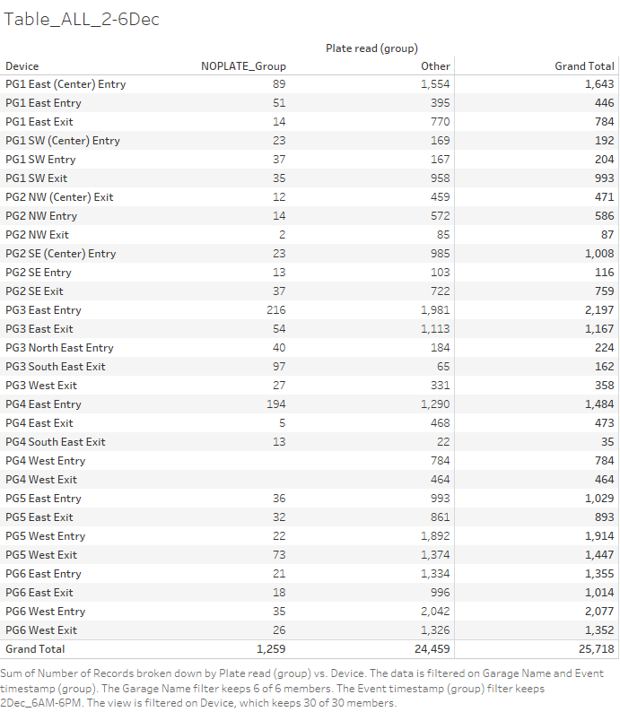 Table_ALL_2-6Dec
Plate read (group)
Device NOPLATE_Group Other Grand Total
PG1 East (Center) Entry 89 1,554 1,643
PG1 East Entry 51 395 446
PG1 East Exit 14 770 784
PG1 SW (Center) Entry 23 169 192
PG1 SW Entry 37 167 204
PG1 SW Exit 35 958 993
PG2 NW (Center) Exit 12 459 471
PG2 NW Entry 14 572 586
PG2 NW Exit 2 85 87
PG2 SE (Center) Entry 23 985 1,008
PG2 SE Entry 13 103 116
PG2 SE Exit 37 722 759
PG3 East Entry 216 1,981 2,197
PG3 East Exit 54 1,113 1,167
PG3 North East Entry 40 184 224
PG3 South East Exit 97 65 162
PG3 West Exit 27 331 358
PG4 East Entry 194 1,290 1,484
PG4 East Exit 5 468 473
PG4 South East Exit 13 22 35
PG4 West Entry 784 784
PG4 West Exit 464 464
PG5 East Entry 36 993 1,029
PG5 East Exit 32 861 893
PG5 West Entry 22 1,892 1,914
PG5 West Exit 73 1,374 1,447
PG6 East Entry 21 1,334 1,355
PG6 East Exit 18 996 1,014
PG6 West Entry 35 2,042 2,077
PG6 West Exit 26 1,326 1,352
Grand Total 1,259 24,459 25,718
Sum of Number of Records broken down by Plate read (group) vs. Device. The data is filtered on Garage Name and Event
timestamp (group). The Garage Name filter keeps 6 of 6 members. The Event timestamp (group) filter keeps
2Dec_6AM-6PM. The view is filtered on Device, which keeps 30 of 30 members.